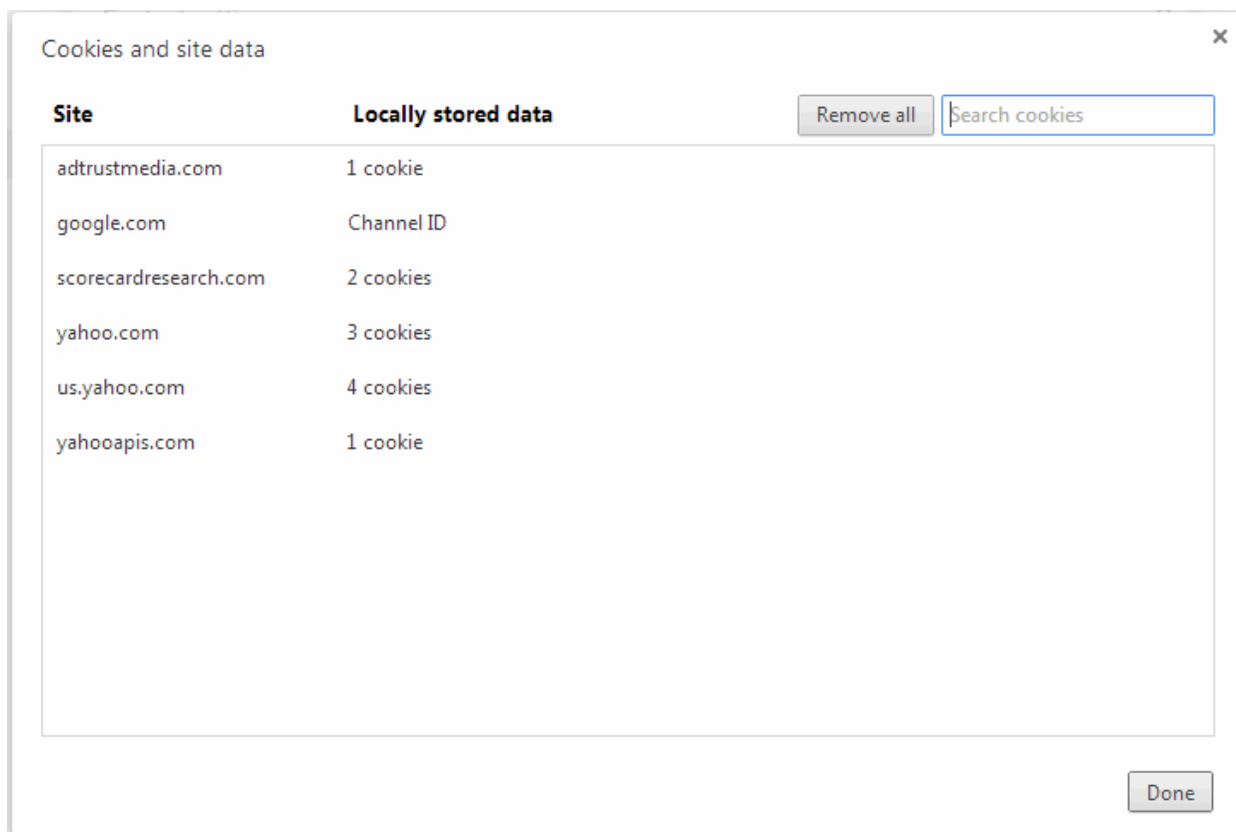 Cookies and site data ×
Site Locally stored data Remove all Search cookies
adtrustmedia.com 1 cookie
google.com Channel ID
scorecardresearch.com 2 cookies
yahoo.com 3 cookies
us.yahoo.com 4 cookies
yahooapis.com 1 cookie
Done